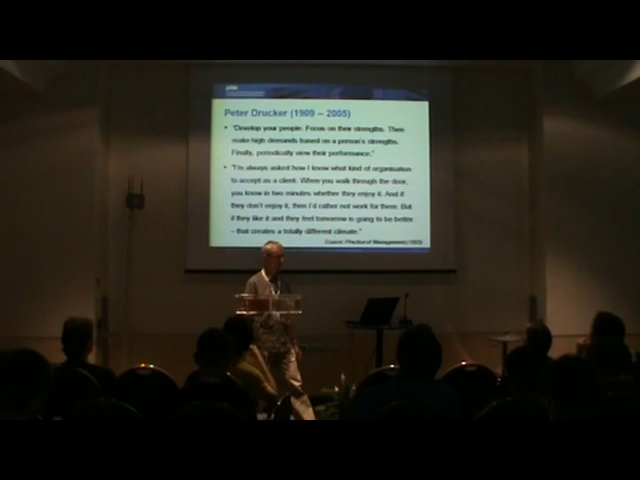 Peter Drucker (1909 – 2005)
• "Develop your people: Focus on their strengths. Then
make high demands based on a person's strengths.
Finally, periodically view their performance."
• "I'm always asked how I know what kind of organisation
to accept as a client. When you walk through the door,
you know in two minutes whether they enjoy it. And if
they don't enjoy it, then I'd rather not work for them. But
if they like it and they feel tomorrow is going to be better
– that creates a totally different climate."
Source: Practice of Management